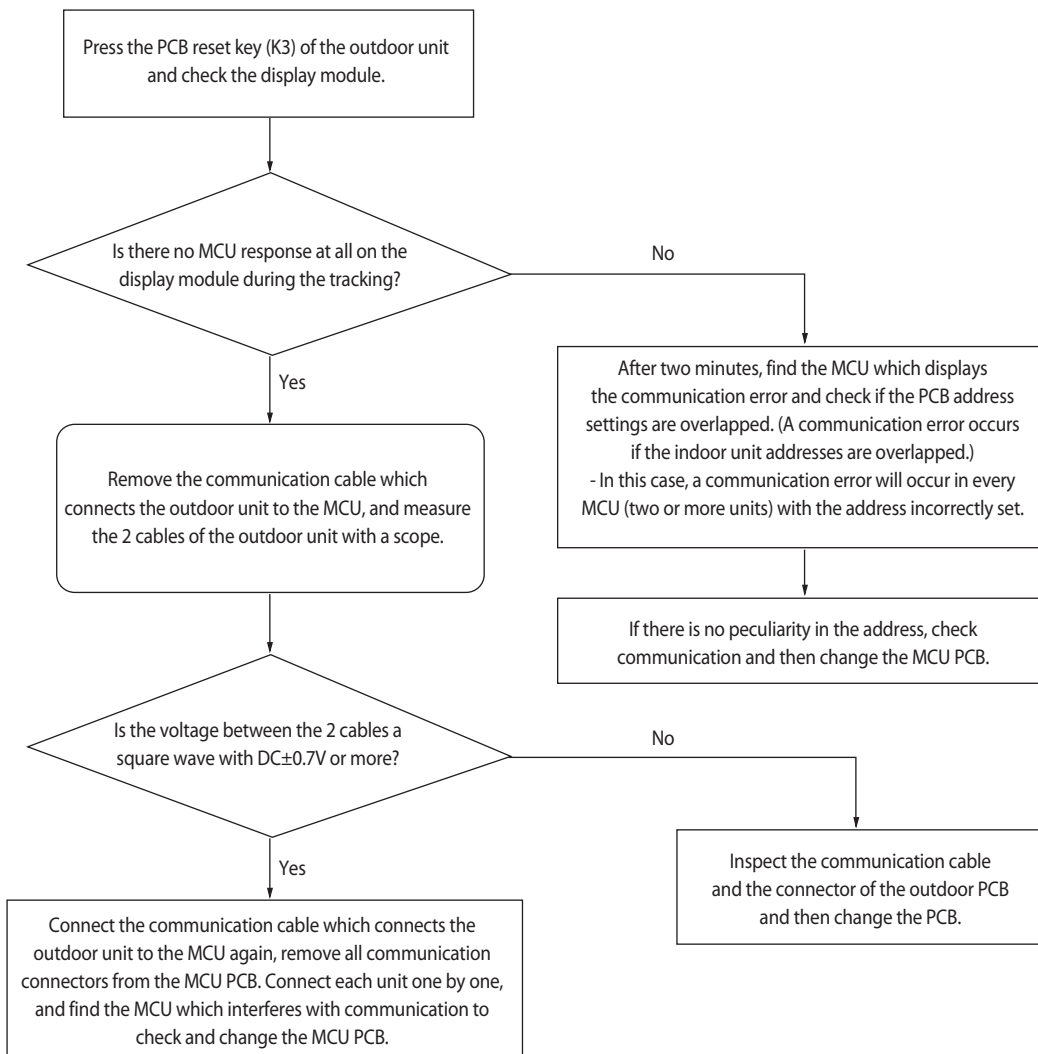 Press the PCB reset key (K3) of the outdoor unit
and check the display module.
Is there no MCU response at all on the
display module during the tracking?
No
Yes
After two minutes, find the MCU which displays
the communication error and check if the PCB address
settings are overlapped. (A communication error occurs
if the indoor unit addresses are overlapped.)
- In this case, a communication error will occur in every
MCU (two or more units) with the address incorrectly set.
Remove the communication cable which
connects the outdoor unit to the MCU, and measure
the 2 cables of the outdoor unit with a scope.
If there is no peculiarity in the address, check
communication and then change the MCU PCB.
Is the voltage between the 2 cables a
square wave with DC±0.7V or more?
No
Yes
Inspect the communication cable
and the connector of the outdoor PCB
and then change the PCB.
Connect the communication cable which connects the
outdoor unit to the MCU again, remove all communication
connectors from the MCU PCB. Connect each unit one by one,
and find the MCU which interferes with communication to
check and change the MCU PCB.